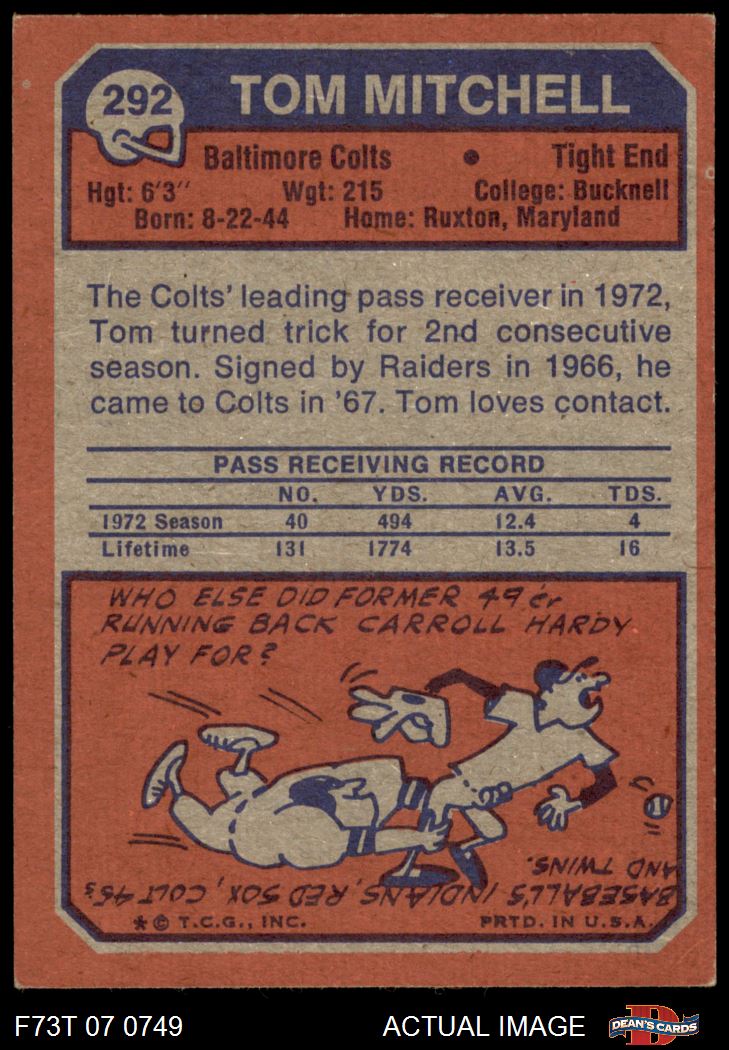 292
TOM MITCHELL
Baltimore Colts • Tight End
Hgt: 6'3" Wgt: 215 College: Bucknell
Born: 8-22-44 Home: Ruxton, Maryland
The Colts' leading pass receiver in 1972,
Tom turned trick for 2nd consecutive
season. Signed by Raiders in 1966, he
came to Colts in '67. Tom loves contact.
PASS RECEIVING RECORD
NO. YDS. AVG. TDS.
1972 Season 40 494 12.4 4
Lifetime 131 1774 13.5 16
WHO ELSE DID FORMER 49er
RUNNING BACK CARROLL HARDY
PLAY FOR?
BASEBALL'S INDIANS, RED SOX, COLT 45s
AND TWINS.
* © T.C.G., INC. PRTD. IN U.S.A.
F73T 07 0749 ACTUAL IMAGE
D
DEAN'S CARDS